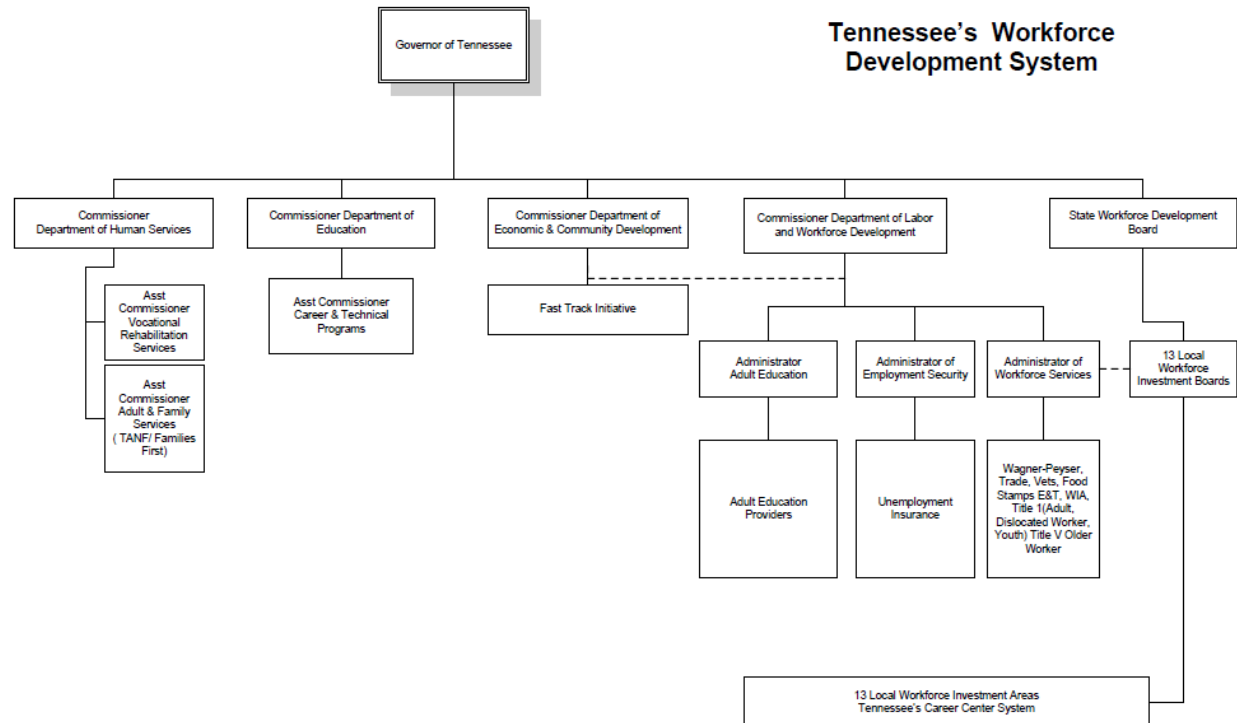 Tennessee's Workforce
Development System
Governor of Tennessee
Commissioner
Department of Human Services
Commissioner Department of
Education
Commissioner Department of
Economic & Community Development
Commissioner Department of Labor
and Workforce Development
State Workforce Development
Board
Asst
Commissioner
Vocational
Rehabilitation
Services
Asst Commissioner
Career & Technical
Programs
Fast Track Initiative
Asst
Commissioner
Adult & Family
Services
( TANF/ Families
First)
Administrator
Adult Education
Administrator of
Employment Security
Administrator of
Workforce Services
13 Local
Workforce
Investment Boards
Adult Education
Providers
Unemployment
Insurance
Wagner-Peyser,
Trade, Vets, Food
Stamps E&T, WIA,
Title 1(Adult,
Dislocated Worker,
Youth) Title V Older
Worker
13 Local Workforce Investment Areas
Tennessee's Career Center System